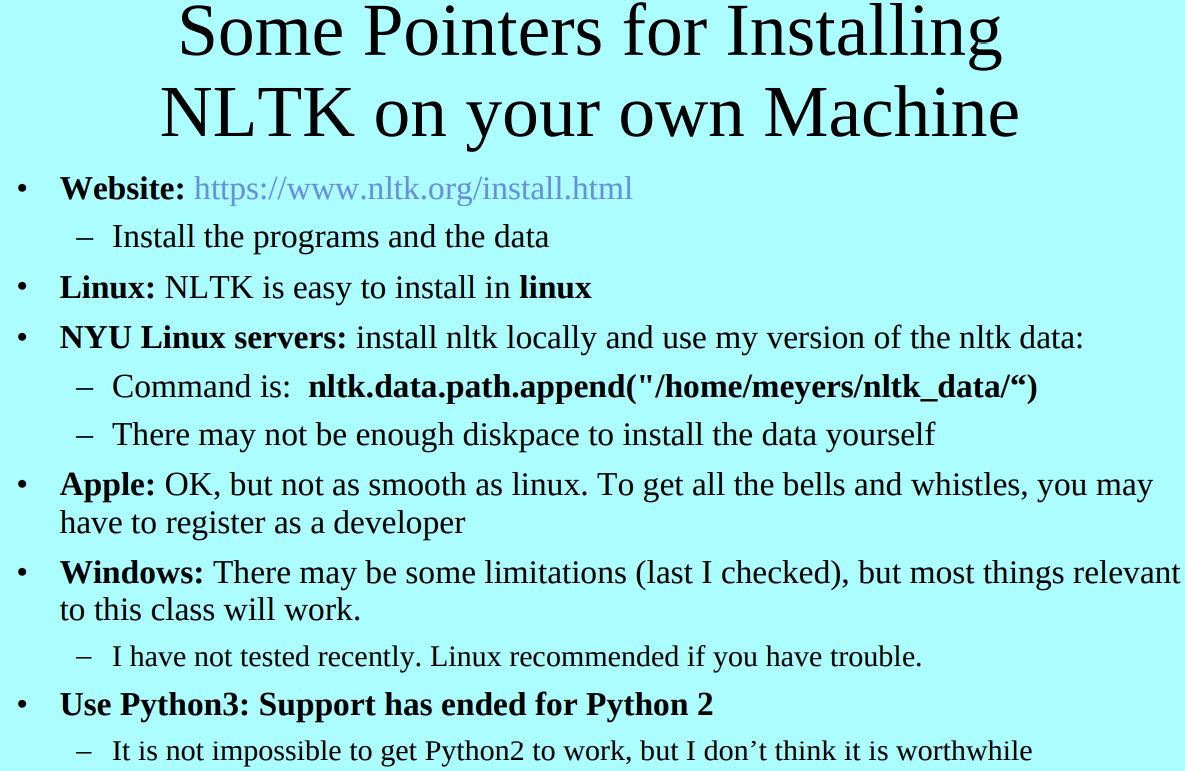 Some Pointers for Installing
NLTK on your own Machine
• Website: https://www.nltk.org/install.html
– Install the programs and the data
• Linux: NLTK is easy to install in linux
• NYU Linux servers: install nltk locally and use my version of the nltk data:
– Command is:  nltk.data.path.append("/home/meyers/nltk_data/“)
– There may not be enough diskpace to install the data yourself
• Apple: OK, but not as smooth as linux. To get all the bells and whistles, you may
have to register as a developer
• Windows: There may be some limitations (last I checked), but most things relevant
to this class will work.
– I have not tested recently. Linux recommended if you have trouble.
• Use Python3: Support has ended for Python 2
– It is not impossible to get Python2 to work, but I don’t think it is worthwhile